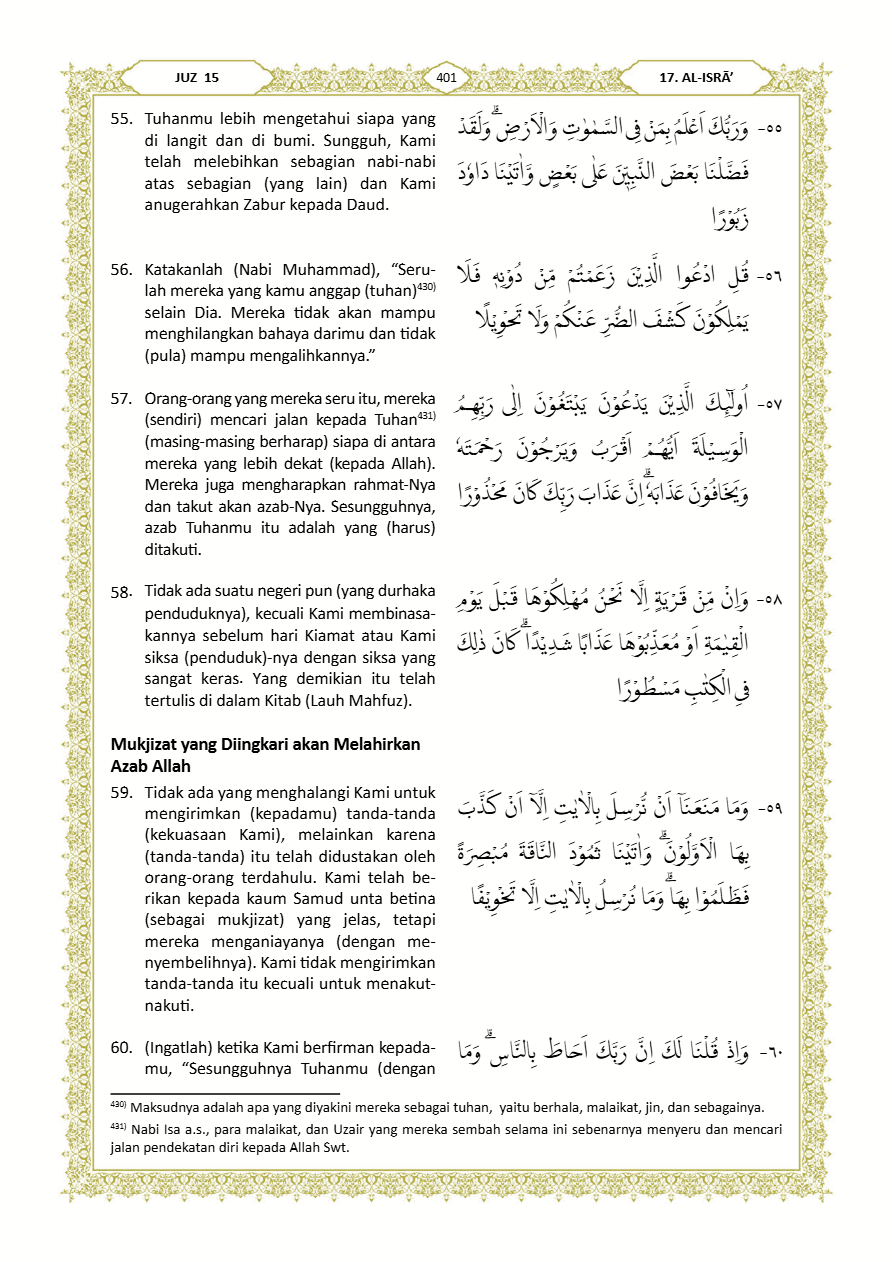 JUZ 15
401
17. AL-ISRĀ’
55. Tuhanmu lebih mengetahui siapa yang
di langit dan di bumi. Sungguh, Kami
telah melebihkan sebagian nabi-nabi
atas sebagian (yang lain) dan Kami
anugerahkan Zabur kepada Daud.
٥٥- وَرَبُّكَ اَعْلَمُ بِمَنْ فِى السَّمٰوٰتِ وَالْاَرْضِۗ وَلَقَدْ
فَضَّلْنَا بَعْضَ النَّبِيّٖنَ عَلٰى بَعْضٍ وَّاٰتَيْنَا دَاوٗدَ
زَبُوْرًا
56. Katakanlah (Nabi Muhammad), “Seru-
lah mereka yang kamu anggap (tuhan)430)
selain Dia. Mereka tidak akan mampu
menghilangkan bahaya darimu dan tidak
(pula) mampu mengalihkannya.”
٥٦- قُلِ ادْعُوا الَّذِيْنَ زَعَمْتُمْ مِّنْ دُوْنِهٖ فَلَا
يَمْلِكُوْنَ كَشْفَ الضُّرِّ عَنْكُمْ وَلَا تَحْوِيْلًا
57. Orang-orang yang mereka seru itu, mereka
(sendiri) mencari jalan kepada Tuhan431)
(masing-masing berharap) siapa di antara
mereka yang lebih dekat (kepada Allah).
Mereka juga mengharapkan rahmat-Nya
dan takut akan azab-Nya. Sesungguhnya,
azab Tuhanmu itu adalah yang (harus)
ditakuti.
٥٧- اُولٰۤىِٕكَ الَّذِيْنَ يَدْعُوْنَ يَبْتَغُوْنَ اِلٰى رَبِّهِمُ
الْوَسِيْلَةَ اَيُّهُمْ اَقْرَبُ وَيَرْجُوْنَ رَحْمَتَهٗ
وَيَخَافُوْنَ عَذَابَهٗۗ اِنَّ عَذَابَ رَبِّكَ كَانَ مَحْذُوْرًا
58. Tidak ada suatu negeri pun (yang durhaka
penduduknya), kecuali Kami membinasa-
kannya sebelum hari Kiamat atau Kami
siksa (penduduk)-nya dengan siksa yang
sangat keras. Yang demikian itu telah
tertulis di dalam Kitab (Lauh Mahfuz).
٥٨- وَاِنْ مِّنْ قَرْيَةٍ اِلَّا نَحْنُ مُهْلِكُوْهَا قَبْلَ يَوْمِ
الْقِيٰمَةِ اَوْ مُعَذِّبُوْهَا عَذَابًا شَدِيْدًاۗ كَانَ ذٰلِكَ
فِى الْكِتٰبِ مَسْطُوْرًا
Mukjizat yang Diingkari akan Melahirkan
Azab Allah
59. Tidak ada yang menghalangi Kami untuk
mengirimkan (kepadamu) tanda-tanda
(kekuasaan Kami), melainkan karena
(tanda-tanda) itu telah didustakan oleh
orang-orang terdahulu. Kami telah be-
rikan kepada kaum Samud unta betina
(sebagai mukjizat) yang jelas, tetapi
mereka menganiayanya (dengan me-
nyembelihnya). Kami tidak mengirimkan
tanda-tanda itu kecuali untuk menakut-
nakuti.
٥٩- وَمَا مَنَعَنَآ اَنْ نُّرْسِلَ بِالْاٰيٰتِ اِلَّآ اَنْ كَذَّبَ
بِهَا الْاَوَّلُوْنَۗ وَاٰتَيْنَا ثَمُوْدَ النَّاقَةَ مُبْصِرَةً
فَظَلَمُوْا بِهَاۗ وَمَا نُرْسِلُ بِالْاٰيٰتِ اِلَّا تَخْوِيْفًا
60. (Ingatlah) ketika Kami berfirman kepada-
mu, “Sesungguhnya Tuhanmu (dengan
٦٠- وَاِذْ قُلْنَا لَكَ اِنَّ رَبَّكَ اَحَاطَ بِالنَّاسِۗ وَمَا
430) Maksudnya adalah apa yang diyakini mereka sebagai tuhan, yaitu berhala, malaikat, jin, dan sebagainya.
431) Nabi Isa a.s., para malaikat, dan Uzair yang mereka sembah selama ini sebenarnya menyeru dan mencari
jalan pendekatan diri kepada Allah Swt.